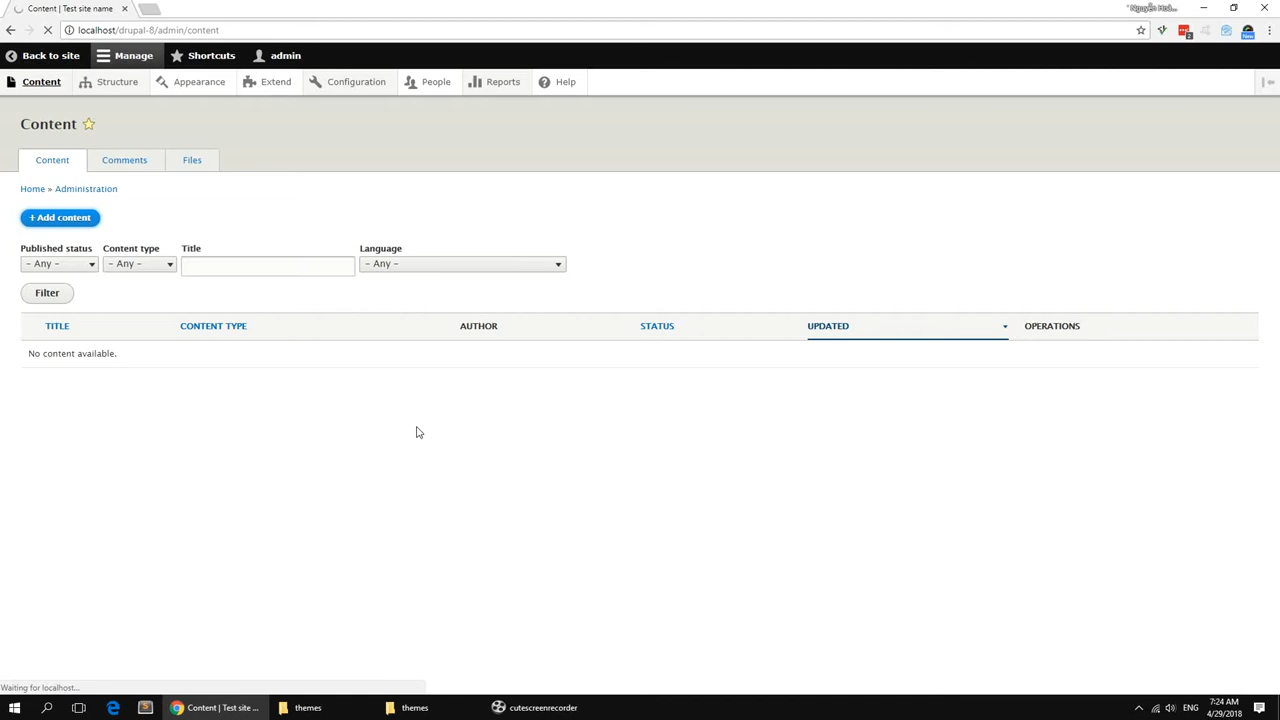 Content | Test site name
Nguyễn Hoà...
localhost/drupal-8/admin/content
Back to site
Manage
Shortcuts
admin
Content
Structure
Appearance
Extend
Configuration
People
Reports
Help
Content
Content
Comments
Files
Home » Administration
+ Add content
Published status
Content type
Title
Language
- Any -
- Any -
- Any -
Filter
TITLE
CONTENT TYPE
AUTHOR
STATUS
UPDATED
OPERATIONS
No content available.
Waiting for localhost...
Content | Test site ...
themes
themes
cutescreenrecorder
ENG
7:24 AM
4/29/2018